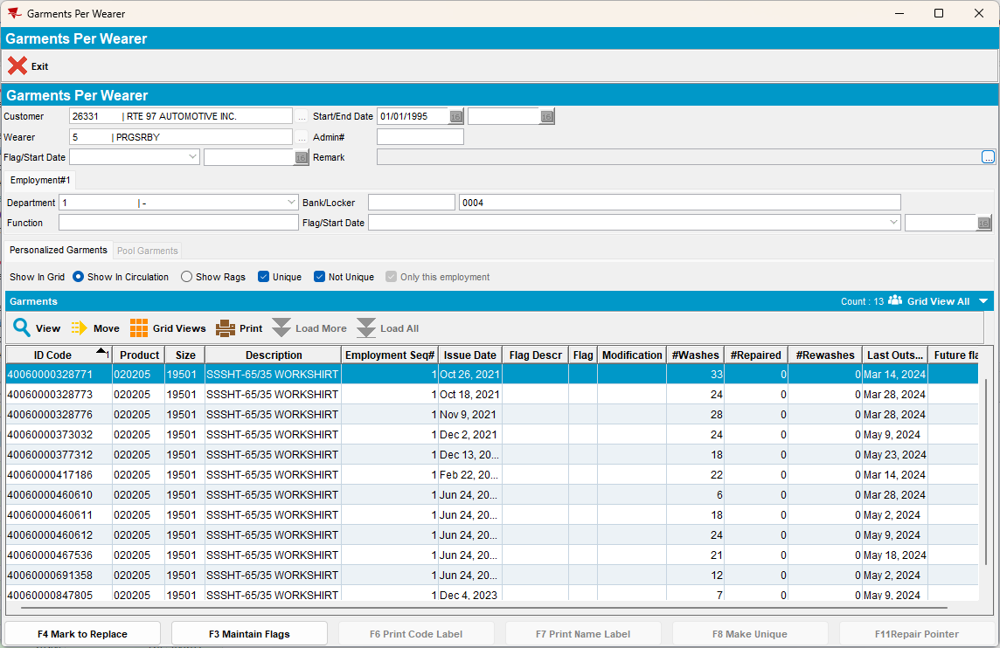 Garments Per Wearer
Garments Per Wearer
Exit
Garments Per Wearer
Customer 26331 | RTE 97 AUTOMOTIVE INC. ... Start/End Date 01/01/1995 16 16
Wearer 5 | PRGSRBY ... Admin#
Flag/Start Date 16 Remark ...
Employment#1
Department 1 | - Bank/Locker 0004
Function Flag/Start Date 16
Personalized Garments Pool Garments
Show In Grid Show In Circulation Show Rags Unique Not Unique Only this employment
Garments Count : 13 Grid View All
View Move Grid Views Print Load More Load All
ID Code 1 Product Size Description Employment Seq# Issue Date Flag Descr Flag Modification #Washes #Repaired #Rewashes Last Outs... Future fla
40060000328771 020205 19501 SSSHT-65/35 WORKSHIRT 1 Oct 26, 2021 33 0 0 Mar 14, 2024
40060000328773 020205 19501 SSSHT-65/35 WORKSHIRT 1 Oct 18, 2021 24 0 0 Mar 28, 2024
40060000328776 020205 19501 SSSHT-65/35 WORKSHIRT 1 Nov 9, 2021 28 0 0 Mar 28, 2024
40060000373032 020205 19501 SSSHT-65/35 WORKSHIRT 1 Dec 2, 2021 24 0 0 May 9, 2024
40060000377312 020205 19501 SSSHT-65/35 WORKSHIRT 1 Dec 13, 20... 18 0 0 May 23, 2024
40060000417186 020205 19501 SSSHT-65/35 WORKSHIRT 1 Feb 22, 20... 22 0 0 Mar 14, 2024
40060000460610 020205 19501 SSSHT-65/35 WORKSHIRT 1 Jun 24, 20... 6 0 0 Mar 28, 2024
40060000460611 020205 19501 SSSHT-65/35 WORKSHIRT 1 Jun 24, 20... 18 0 0 May 2, 2024
40060000460612 020205 19501 SSSHT-65/35 WORKSHIRT 1 Jun 24, 20... 24 0 0 May 9, 2024
40060000467536 020205 19501 SSSHT-65/35 WORKSHIRT 1 Jun 24, 20... 21 0 0 May 18, 2024
40060000691358 020205 19501 SSSHT-65/35 WORKSHIRT 1 Jun 24, 20... 12 0 0 May 2, 2024
40060000847805 020205 19501 SSSHT-65/35 WORKSHIRT 1 Dec 4, 2023 7 0 0 May 9, 2024
F4 Mark to Replace F3 Maintain Flags F6 Print Code Label F7 Print Name Label F8 Make Unique F11Repair Pointer